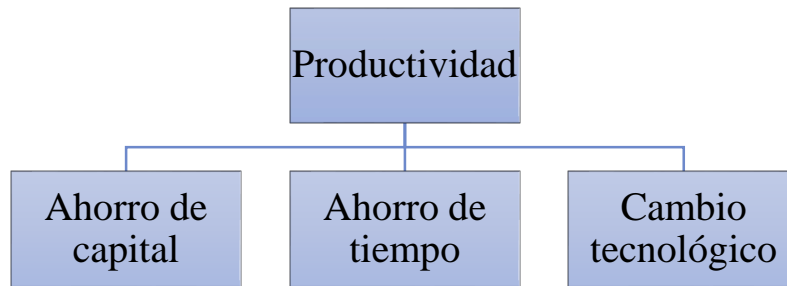 Productividad
Ahorro de
capital
Ahorro de
tiempo
Cambio
tecnológico